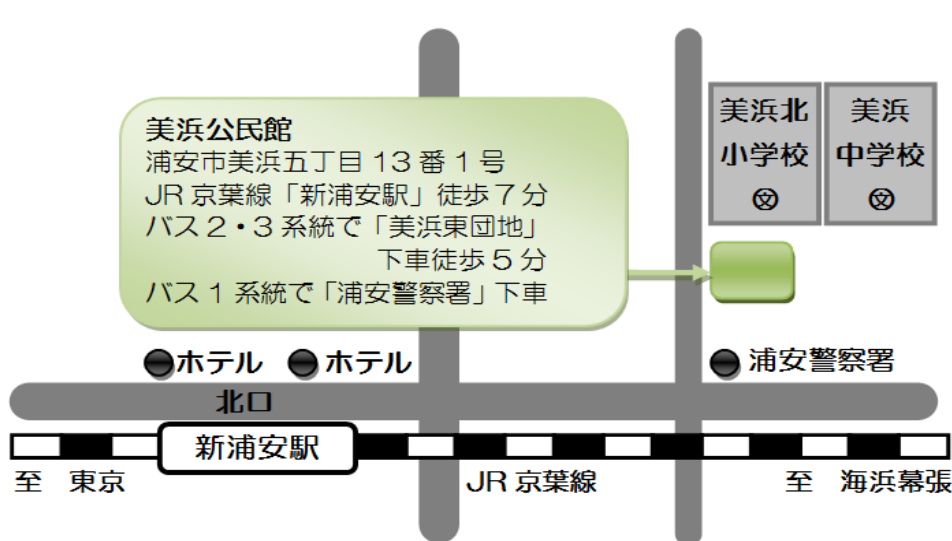 美浜公民館
浦安市美浜五丁目13番1号
JR京葉線「新浦安駅」徒歩7分
バス2・3系統で「美浜東団地」
下車徒歩5分
バス1系統で「浦安警察署」下車
美浜北
小学校
美浜
中学校
ホテル
ホテル
浦安警察署
北口
新浦安駅
至 東京
JR京葉線
至 海浜幕張